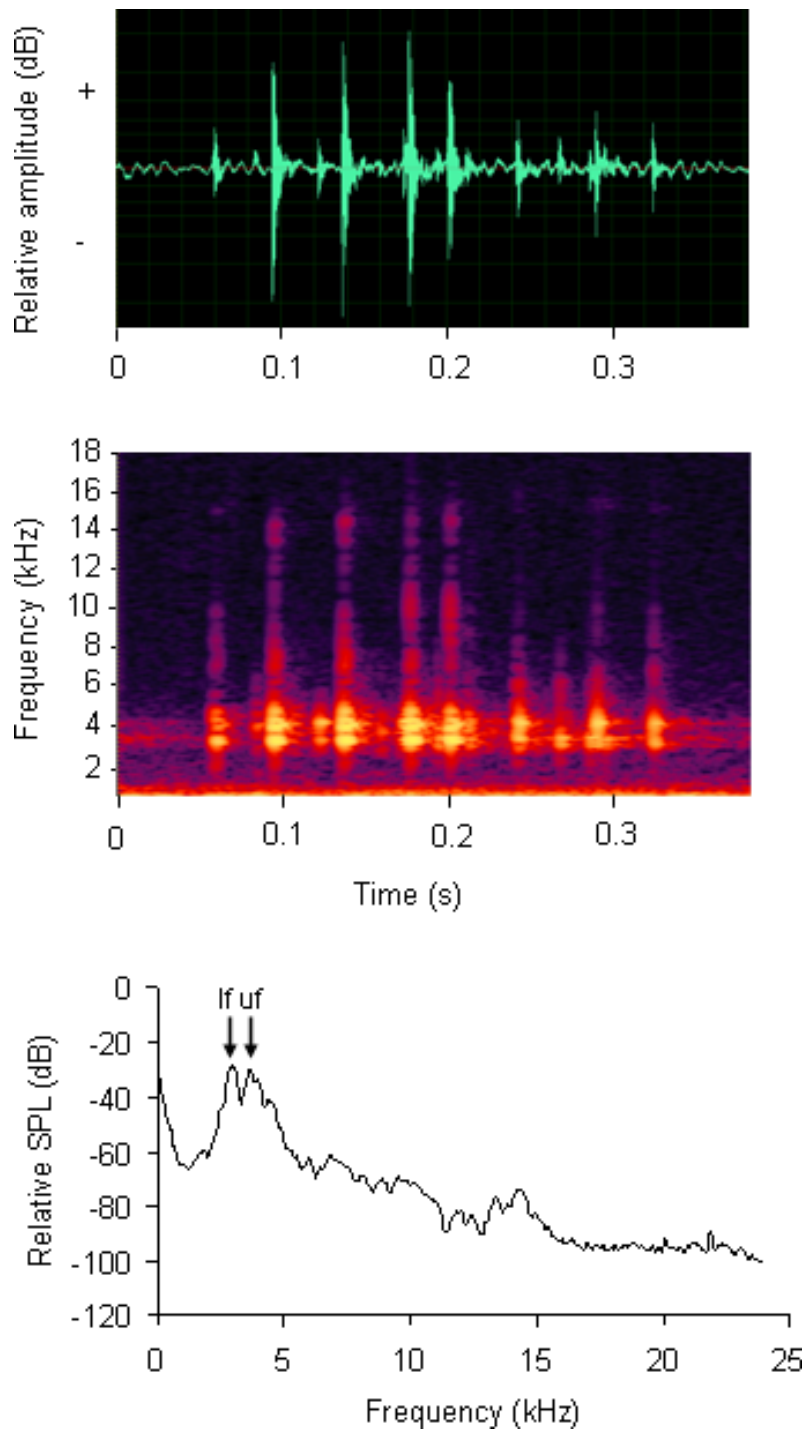 Relative amplitude (dB)
+
-
0 0.1 0.2 0.3
Frequency (kHz)
18
16
14
12
10
8
6
4
2
0 0.1 0.2 0.3
Time (s)
Relative SPL (dB)
0
-20
-40
-60
-80
-100
-120
lf uf
0 5 10 15 20 25
Frequency (kHz)